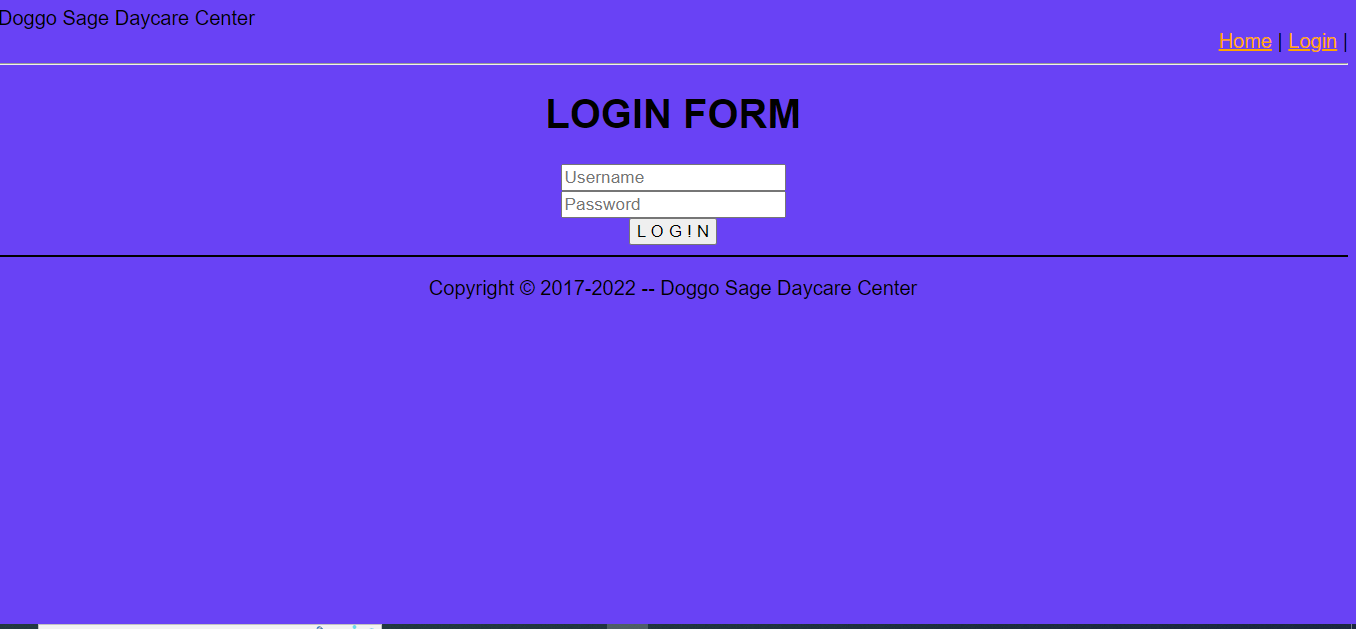 Doggo Sage Daycare Center
Home | Login |
LOGIN FORM
Username
Password
L O G ! N
Copyright © 2017-2022 -- Doggo Sage Daycare Center